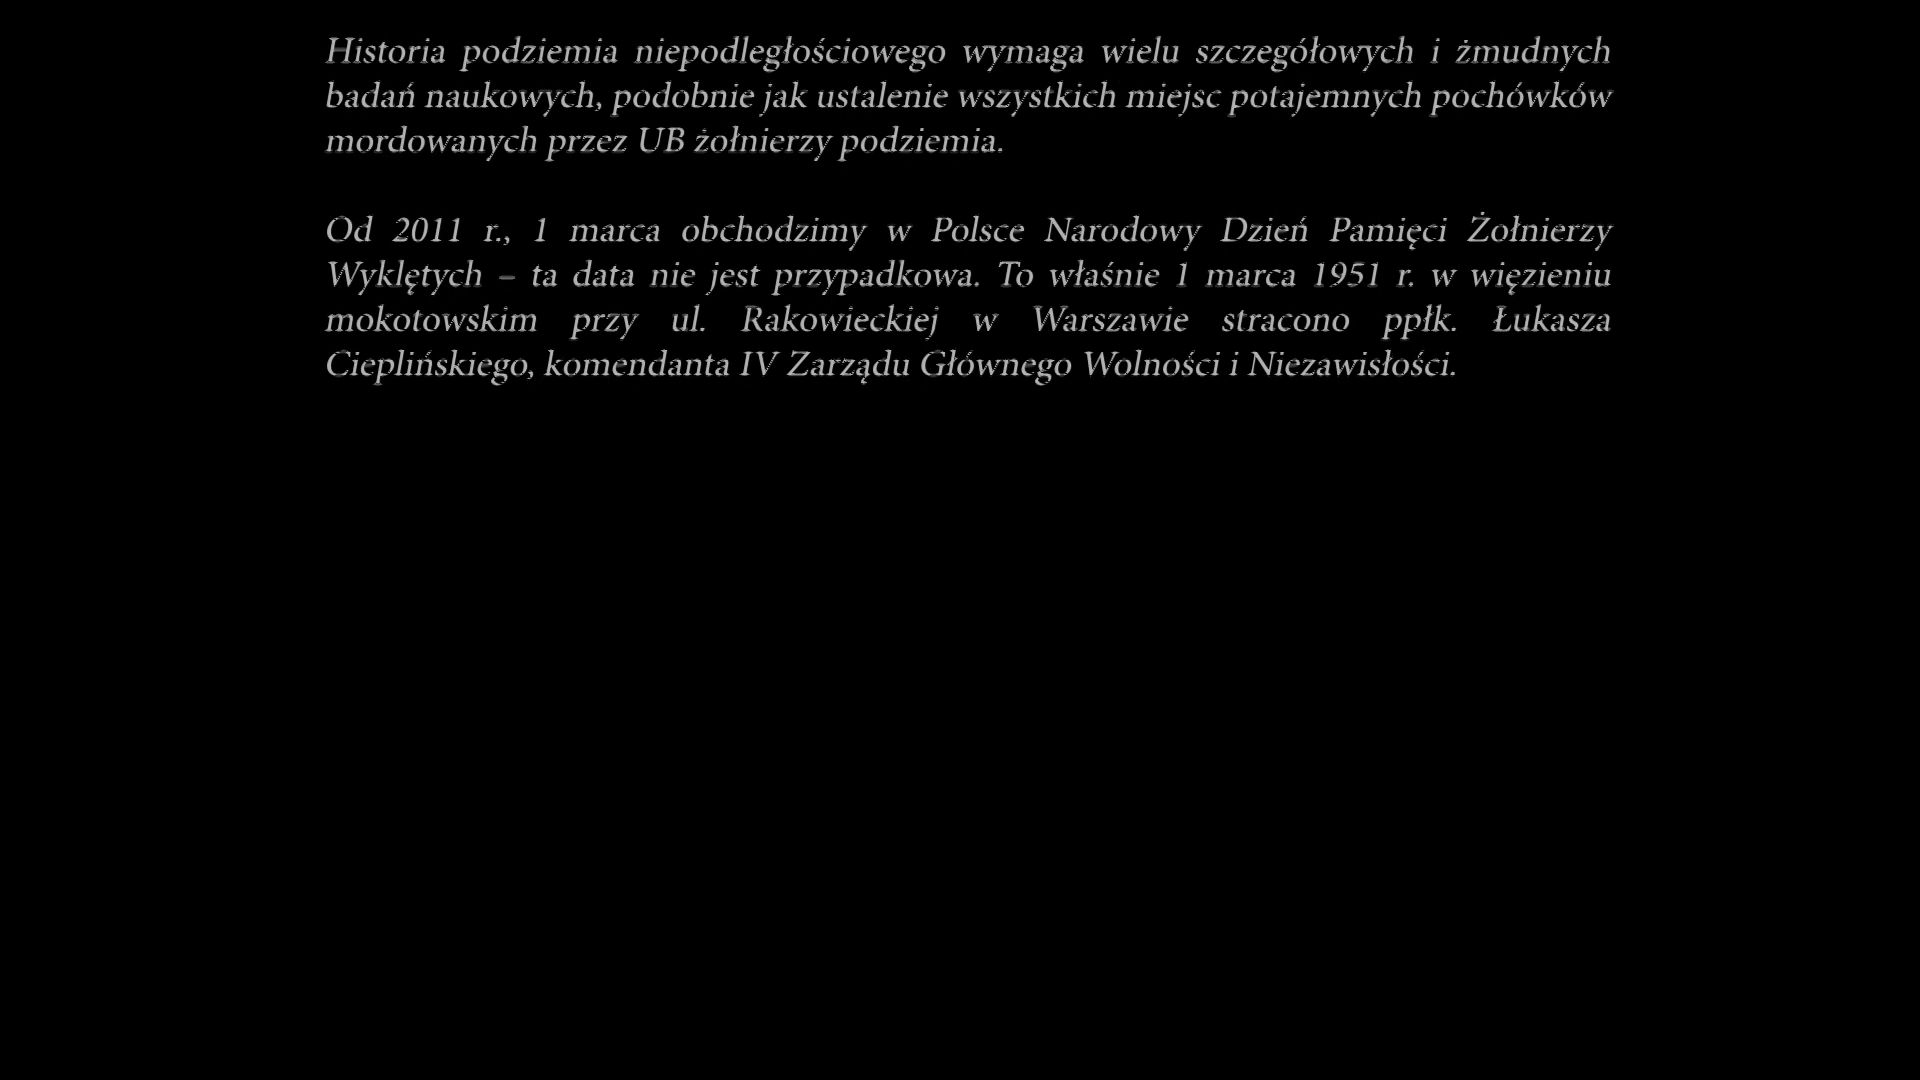 Historia podziemia niepodległościowego wymaga wielu szczegółowych i żmudnych
badań naukowych, podobnie jak ustalenie wszystkich miejsc potajemnych pochówków
mordowanych przez UB żołnierzy podziemia.
Od 2011 r., 1 marca obchodzimy w Polsce Narodowy Dzień Pamięci Żołnierzy
Wyklętych – ta data nie jest przypadkowa. To właśnie 1 marca 1951 r. w więzieniu
mokotowskim przy ul. Rakowieckiej w Warszawie stracono ppłk. Łukasza
Cieplińskiego, komendanta IV Zarządu Głównego Wolności i Niezawisłości.